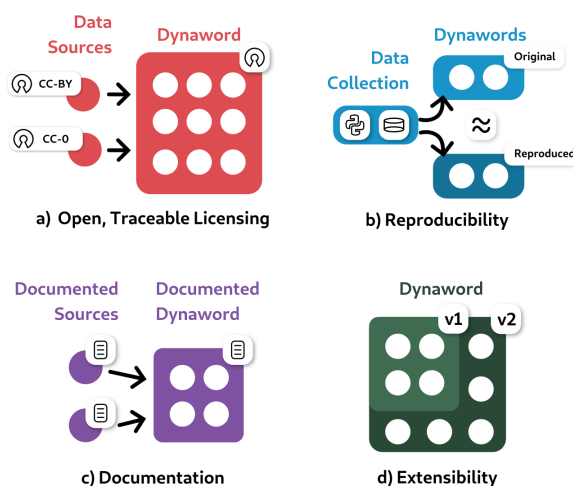 Data
Sources
Dynaword
CC-BY
CC-0
a) Open, Traceable Licensing
Dynawords
Data
Collection
Original
≈
Reproduced
b) Reproducibility
Documented
Sources
Documented
Dynaword
c) Documentation
Dynaword
v1
v2
d) Extensibility